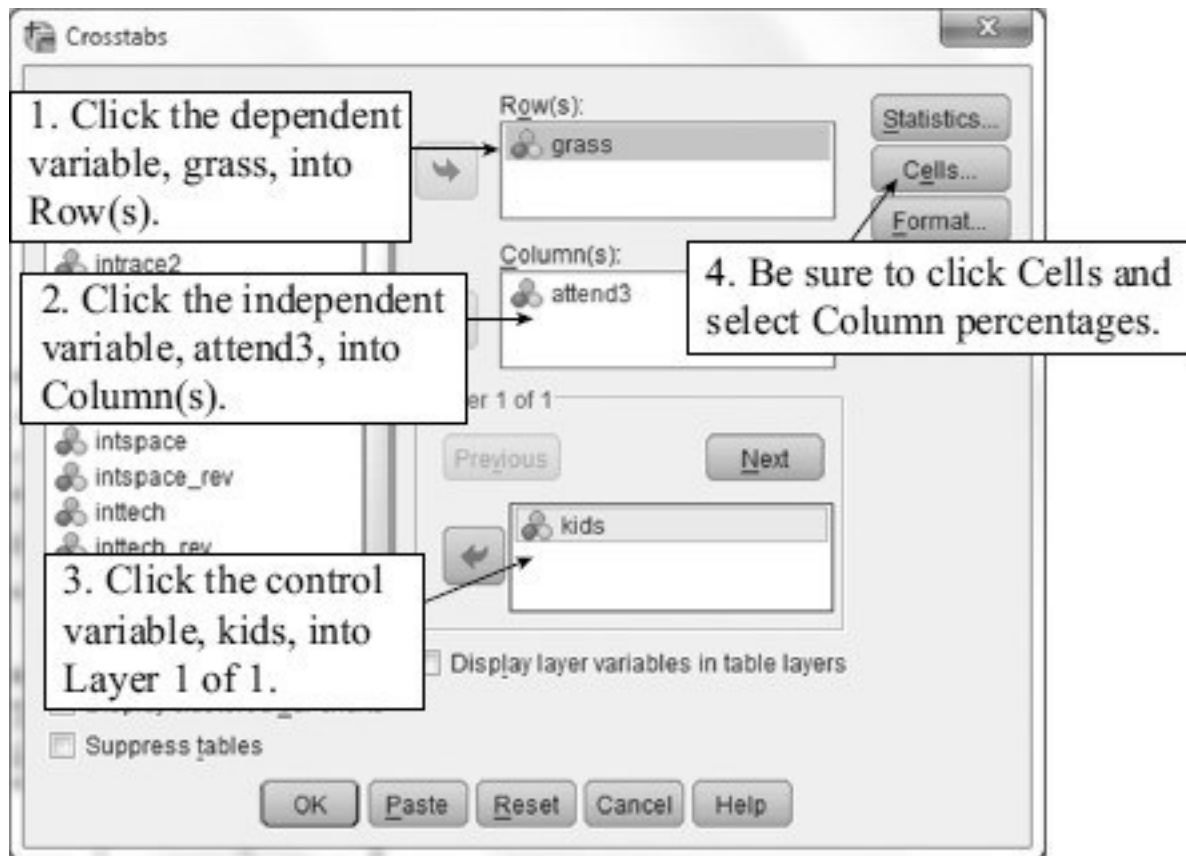 Crosstabs
1. Click the dependent
variable, grass, into
Row(s).
Row(s):
grass
Statistics...
Cells...
Format...
intrace2
2. Click the independent
variable, attend3, into
Column(s).
Column(s):
attend3
4. Be sure to click Cells and
select Column percentages.
er 1 of 1
intspace
intspace_rev
inttech
inttech_rev
Previous
Next
kids
3. Click the control
variable, kids, into
Layer 1 of 1.
Display layer variables in table layers
Suppress tables
OK
Paste
Reset
Cancel
Help